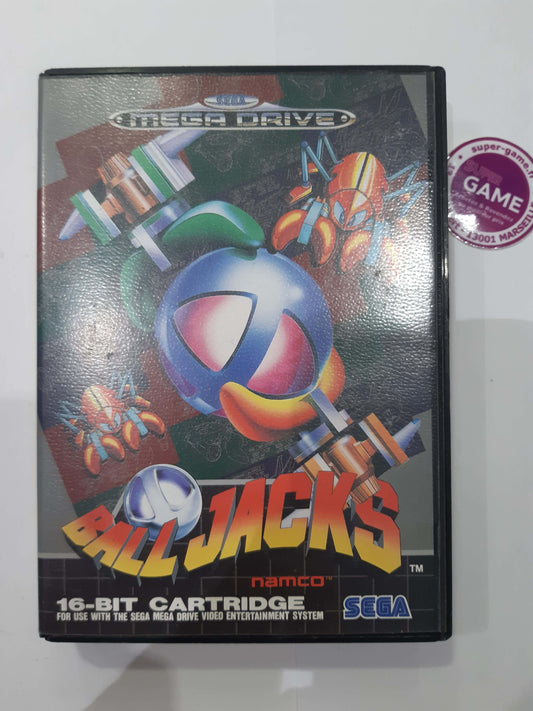 SEGA
MEGA DRIVE
super-game.fr
SUPER
GAME
13001 MARSEILLE
BALL JACKS
TM
namco
16-BIT CARTRIDGE
SEGA
FOR USE WITH THE SEGA MEGA DRIVE VIDEO ENTERTAINMENT SYSTEM